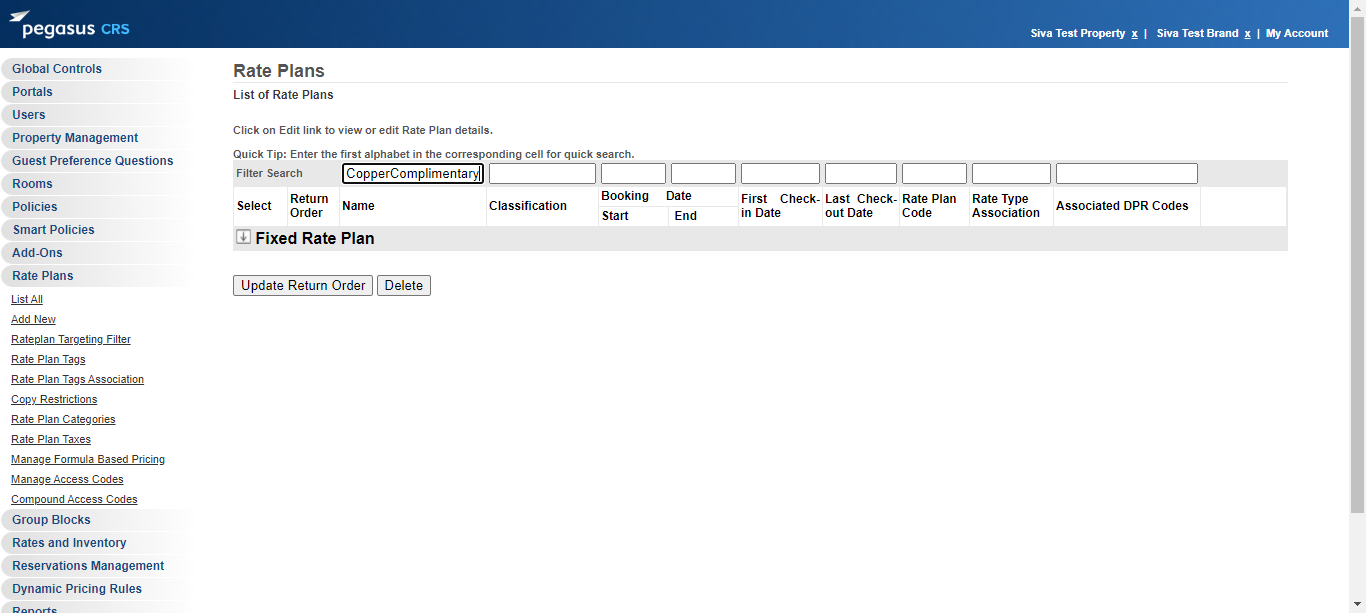 pegasus CRS
Siva Test Property x | Siva Test Brand x | My Account
Global Controls
Portals
Users
Property Management
Guest Preference Questions
Rooms
Policies
Smart Policies
Add-Ons
Rate Plans
List All
Add New
Rateplan Targeting Filter
Rate Plan Tags
Rate Plan Tags Association
Copy Restrictions
Rate Plan Categories
Rate Plan Taxes
Manage Formula Based Pricing
Manage Access Codes
Compound Access Codes
Group Blocks
Rates and Inventory
Reservations Management
Dynamic Pricing Rules
Reports
Rate Plans
List of Rate Plans
Click on Edit link to view or edit Rate Plan details.
Quick Tip: Enter the first alphabet in the corresponding cell for quick search.
Filter Search CopperComplimentary
Select
Return
Order
Name
Classification
Booking Date
Start End
First Check-
in Date
Last Check-
out Date
Rate Plan
Code
Rate Type
Association
Associated DPR Codes
Fixed Rate Plan
Update Return Order Delete